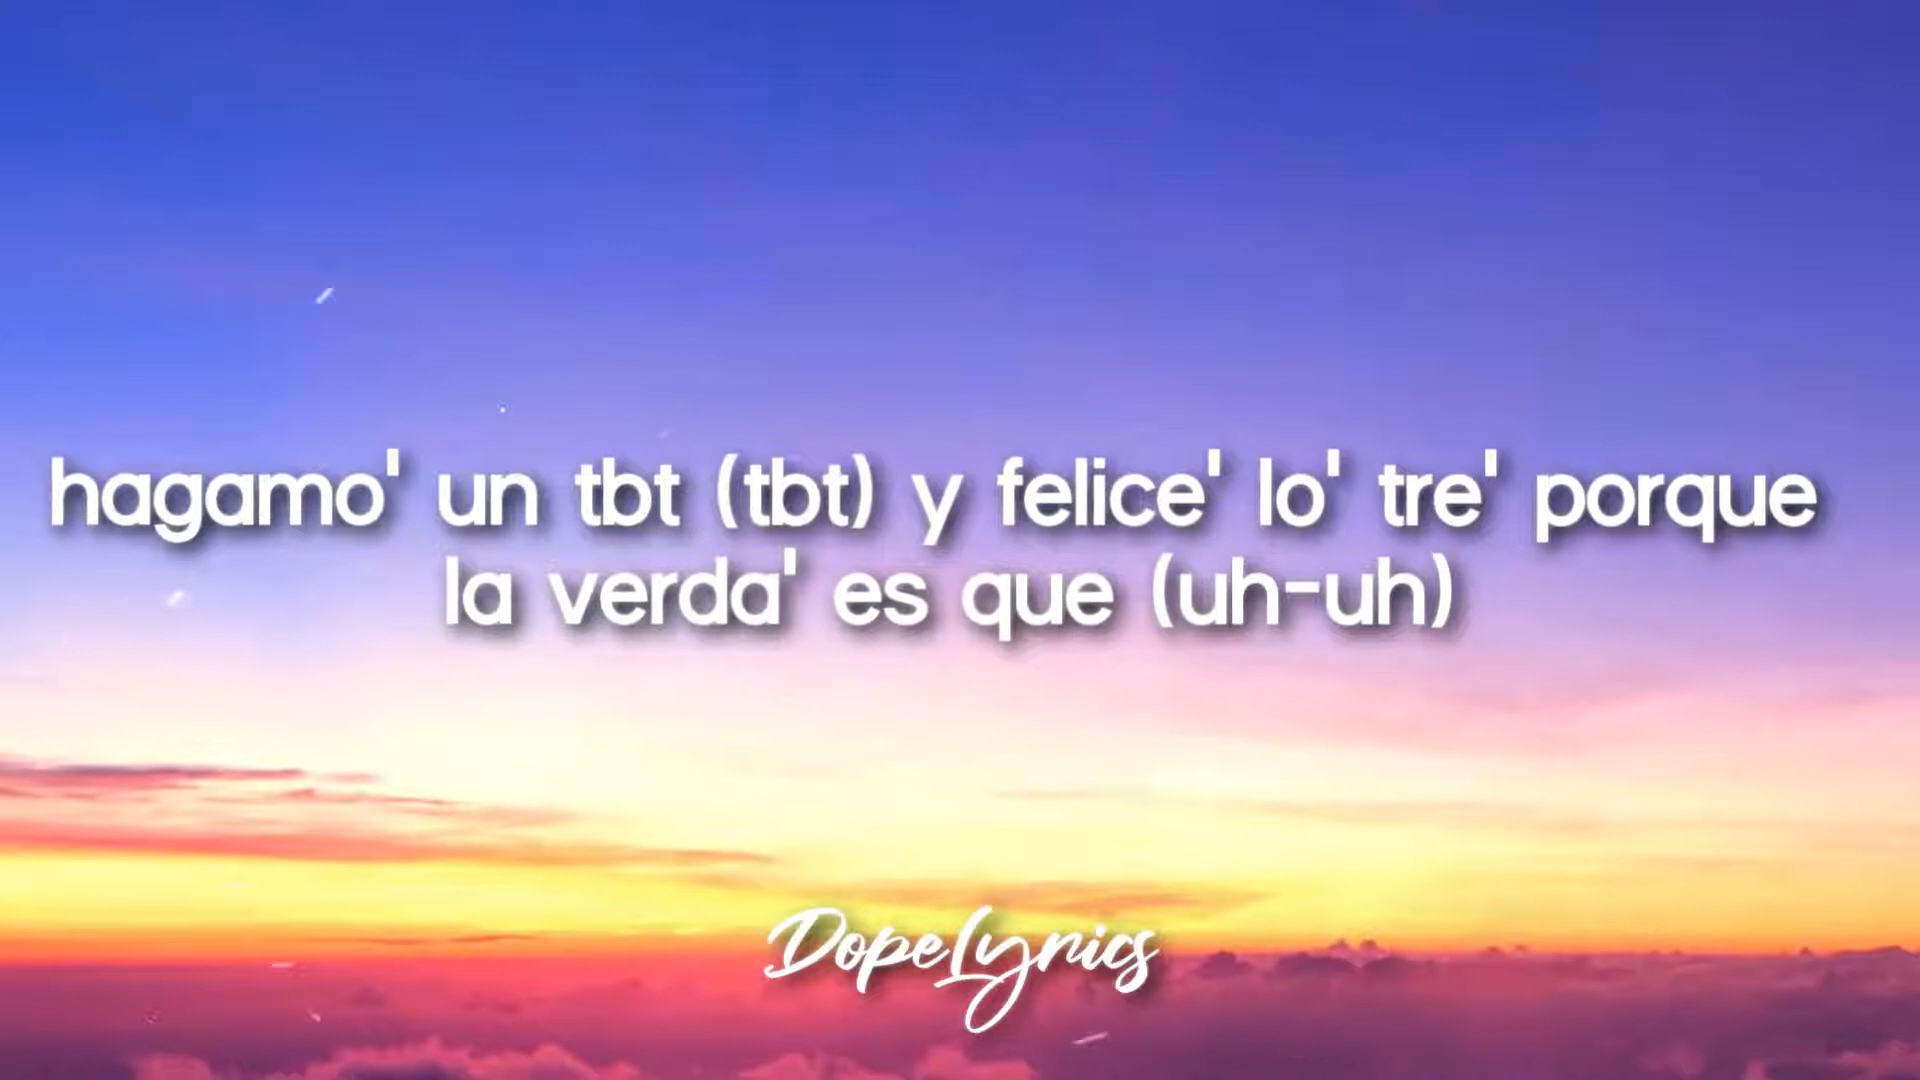 hagamo' un tbt (tbt) y felice' lo' tre' porque
la verda' es que (uh-uh)
DopeLyrics